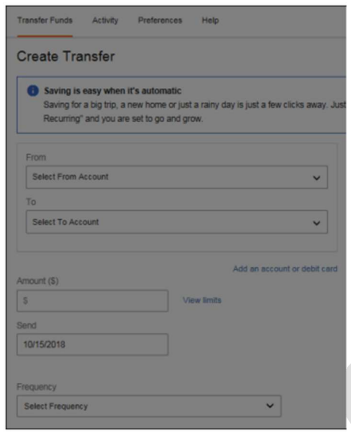 Transfer Funds Activity Preferences Help
Create Transfer
Saving is easy when it's automatic
Saving for a big trip, a new home or just a rainy day is just a few clicks away. Just
Recurring" and you are set to go and grow.
From
Select From Account
To
Select To Account
Add an account or debit card
Amount ($)
$ View limits
Send
10/15/2018
Frequency
Select Frequency